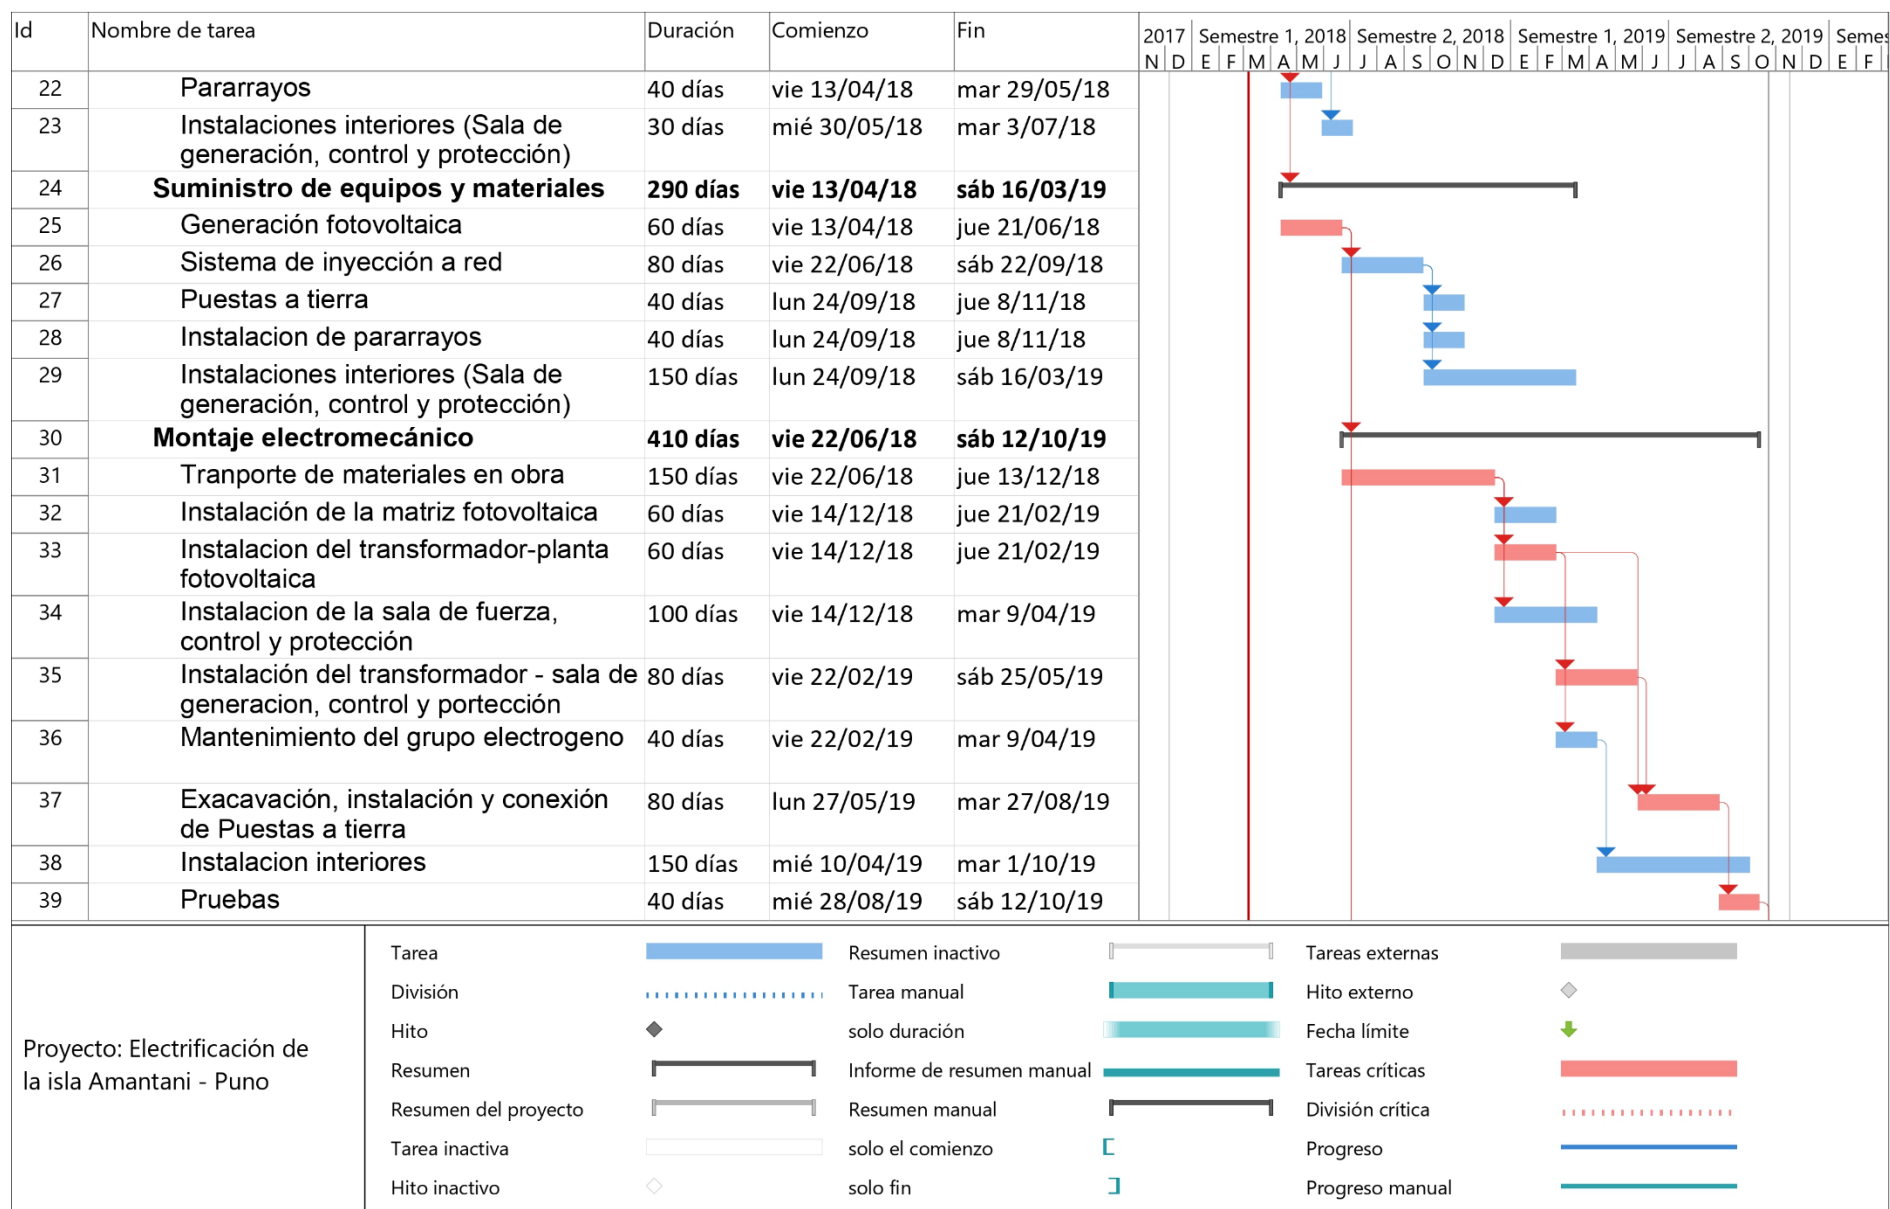 Id Nombre de tarea Duración Comienzo Fin
2017 Semestre 1, 2018 Semestre 2, 2018 Semestre 1, 2019 Semestre 2, 2019 Semes
N D E F M A M J J A S O N D E F M A M J J A S O N D E F
22 Pararrayos 40 días vie 13/04/18 mar 29/05/18
23 Instalaciones interiores (Sala de 30 días mié 30/05/18 mar 3/07/18
generación, control y protección)
24 Suministro de equipos y materiales 290 días vie 13/04/18 sáb 16/03/19
25 Generación fotovoltaica 60 días vie 13/04/18 jue 21/06/18
26 Sistema de inyección a red 80 días vie 22/06/18 sáb 22/09/18
27 Puestas a tierra 40 días lun 24/09/18 jue 8/11/18
28 Instalacion de pararrayos 40 días lun 24/09/18 jue 8/11/18
29 Instalaciones interiores (Sala de 150 días lun 24/09/18 sáb 16/03/19
generación, control y protección)
30 Montaje electromecánico 410 días vie 22/06/18 sáb 12/10/19
31 Tranporte de materiales en obra 150 días vie 22/06/18 jue 13/12/18
32 Instalación de la matriz fotovoltaica 60 días vie 14/12/18 jue 21/02/19
33 Instalacion del transformador-planta 60 días vie 14/12/18 jue 21/02/19
fotovoltaica
34 Instalacion de la sala de fuerza, 100 días vie 14/12/18 mar 9/04/19
control y protección
35 Instalación del transformador - sala de 80 días vie 22/02/19 sáb 25/05/19
generacion, control y portección
36 Mantenimiento del grupo electrogeno 40 días vie 22/02/19 mar 9/04/19
37 Exacavación, instalación y conexión 80 días lun 27/05/19 mar 27/08/19
de Puestas a tierra
38 Instalacion interiores 150 días mié 10/04/19 mar 1/10/19
39 Pruebas 40 días mié 28/08/19 sáb 12/10/19
Proyecto: Electrificación de
la isla Amantani - Puno
Tarea Resumen inactivo Tareas externas
División Tarea manual Hito externo
Hito solo duración Fecha límite
Resumen Informe de resumen manual Tareas críticas
Resumen del proyecto Resumen manual División crítica
Tarea inactiva solo el comienzo Progreso
Hito inactivo solo fin Progreso manual